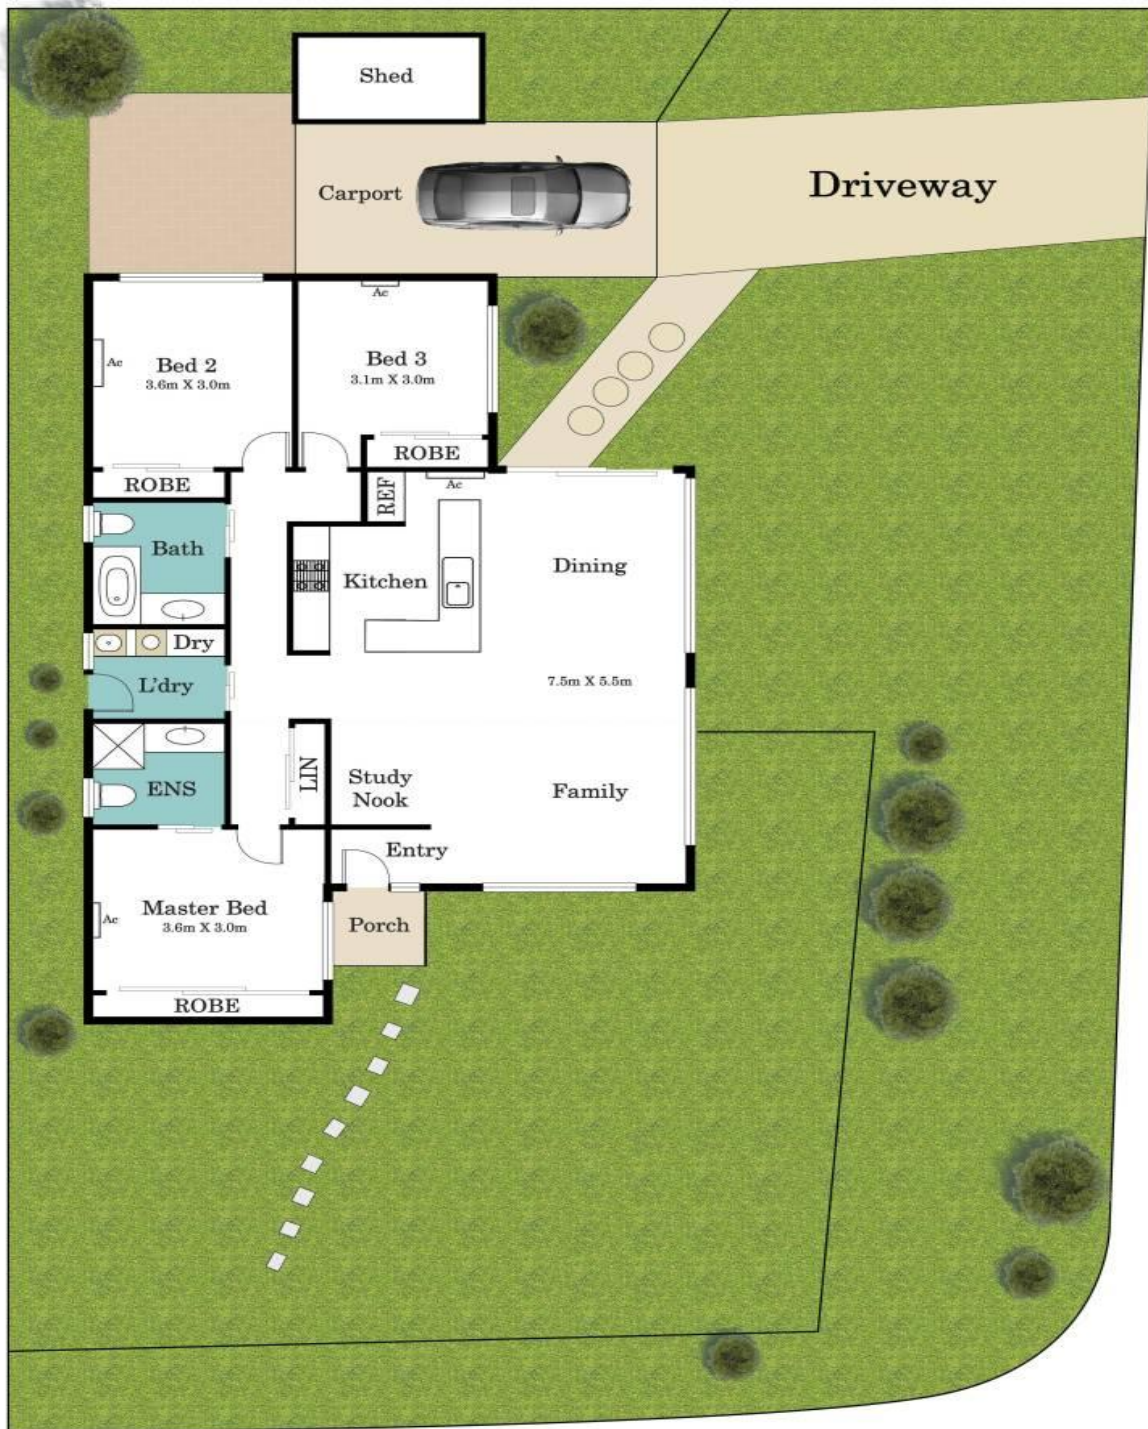 Shed
Carport
Driveway
Ac
Ac
Bed 2
3.6m X 3.0m
Bed 3
3.1m X 3.0m
ROBE
ROBE
REF
Ac
Bath
Kitchen
Dining
Dry
L'dry
7.5m X 5.5m
ENS
LIN
Study
Nook
Family
Entry
Master Bed
3.6m X 3.0m
Ac
Porch
ROBE